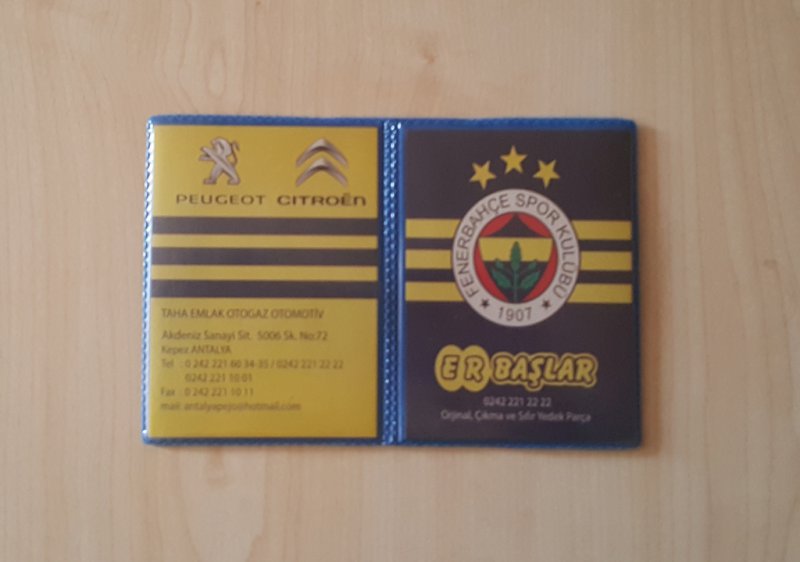 PEUGEOT CITROËN
TAHA EMLAK OTOGAZ OTOMOTİV
Akdeniz Sanayi Sit. 5006 Sk. No:72
Kepez ANTALYA
Tel : 0 242 221 60 34-35 / 0242 221 22 22
0242 221 10 01
Fax : 0 242 221 10 11
mail: antalyapejo@hotmail.com
FENERBAHÇE SPOR KULÜBÜ
1907
ER BAŞLAR
0242 221 22 22
Orjinal, Çıkma ve Sıfır Yedek Parça